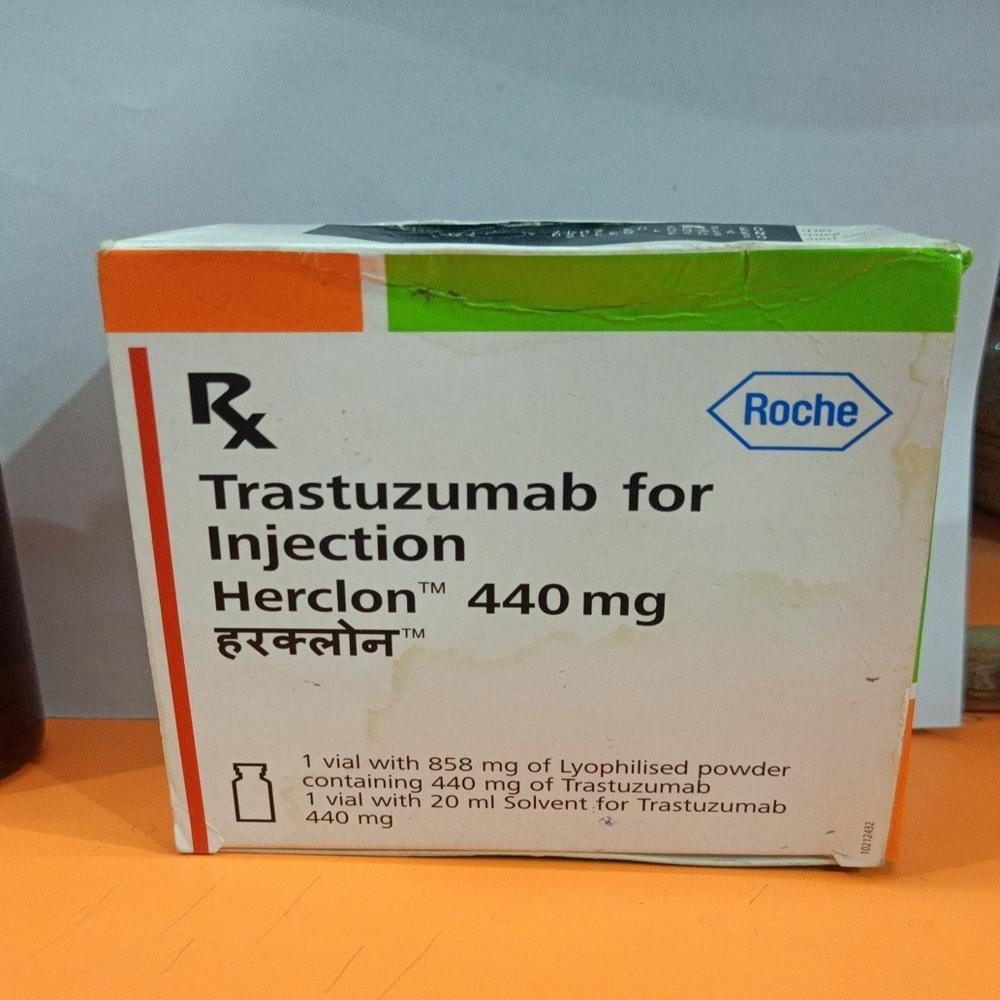 Rx
Roche
Trastuzumab for
Injection
Herclon™ 440 mg
हरक्लोन™
1 vial with 858 mg of Lyophilised powder
containing 440 mg of Trastuzumab
1 vial with 20 ml Solvent for Trastuzumab
440 mg
10212432